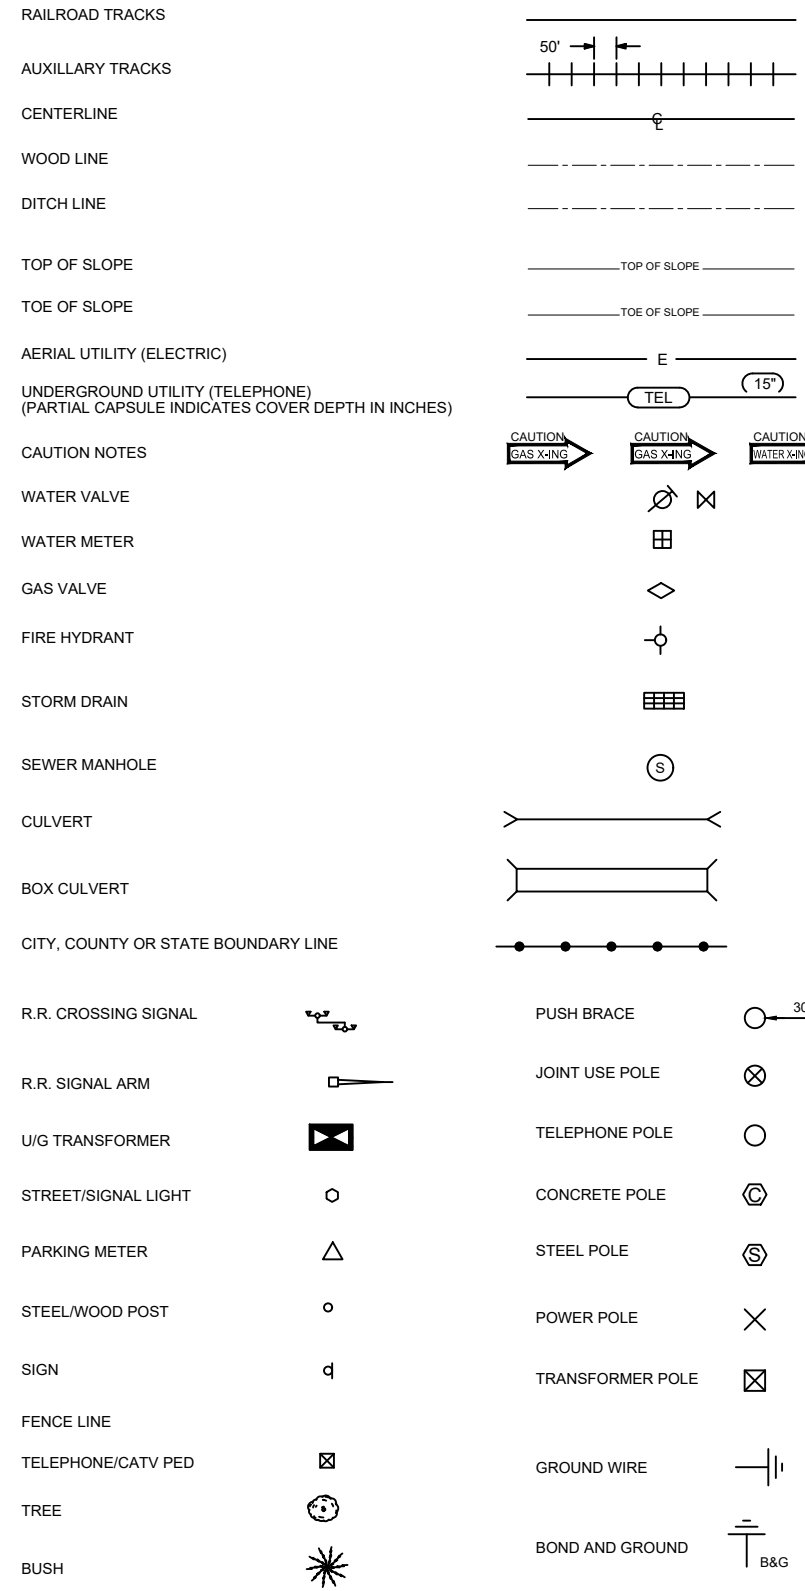 RAILROAD TRACKS
50'
AUXILLARY TRACKS
CENTERLINE
℄
WOOD LINE
DITCH LINE
TOP OF SLOPE
TOP OF SLOPE
TOE OF SLOPE
TOE OF SLOPE
AERIAL UTILITY (ELECTRIC)
E
UNDERGROUND UTILITY (TELEPHONE)
(PARTIAL CAPSULE INDICATES COVER DEPTH IN INCHES)
TEL
15"
CAUTION NOTES
CAUTION
GAS X-ING
CAUTION
GAS X-ING
CAUTION
WATER X-ING
WATER VALVE
WATER METER
GAS VALVE
FIRE HYDRANT
STORM DRAIN
SEWER MANHOLE
S
CULVERT
BOX CULVERT
CITY, COUNTY OR STATE BOUNDARY LINE
R.R. CROSSING SIGNAL
R.R. SIGNAL ARM
U/G TRANSFORMER
STREET/SIGNAL LIGHT
PARKING METER
STEEL/WOOD POST
SIGN
FENCE LINE
TELEPHONE/CATV PED
TREE
BUSH
PUSH BRACE
30
JOINT USE POLE
TELEPHONE POLE
CONCRETE POLE
C
STEEL POLE
S
POWER POLE
TRANSFORMER POLE
GROUND WIRE
BOND AND GROUND
B&G